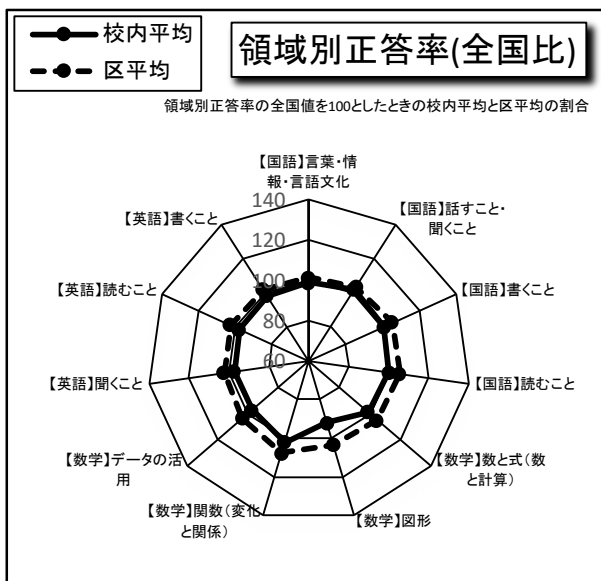 校内平均
区平均
領域別正答率(全国比)
領域別正答率の全国値を100としたときの校内平均と区平均の割合
【国語】言葉・情
報・言語文化
【国語】話すこと・
聞くこと
【国語】書くこと
【国語】読むこと
【数学】数と式(数
と計算)
【数学】図形
【数学】関数(変化
と関係)
【数学】データの活
用
【英語】聞くこと
【英語】読むこと
【英語】書くこと
140
120
100
80
60